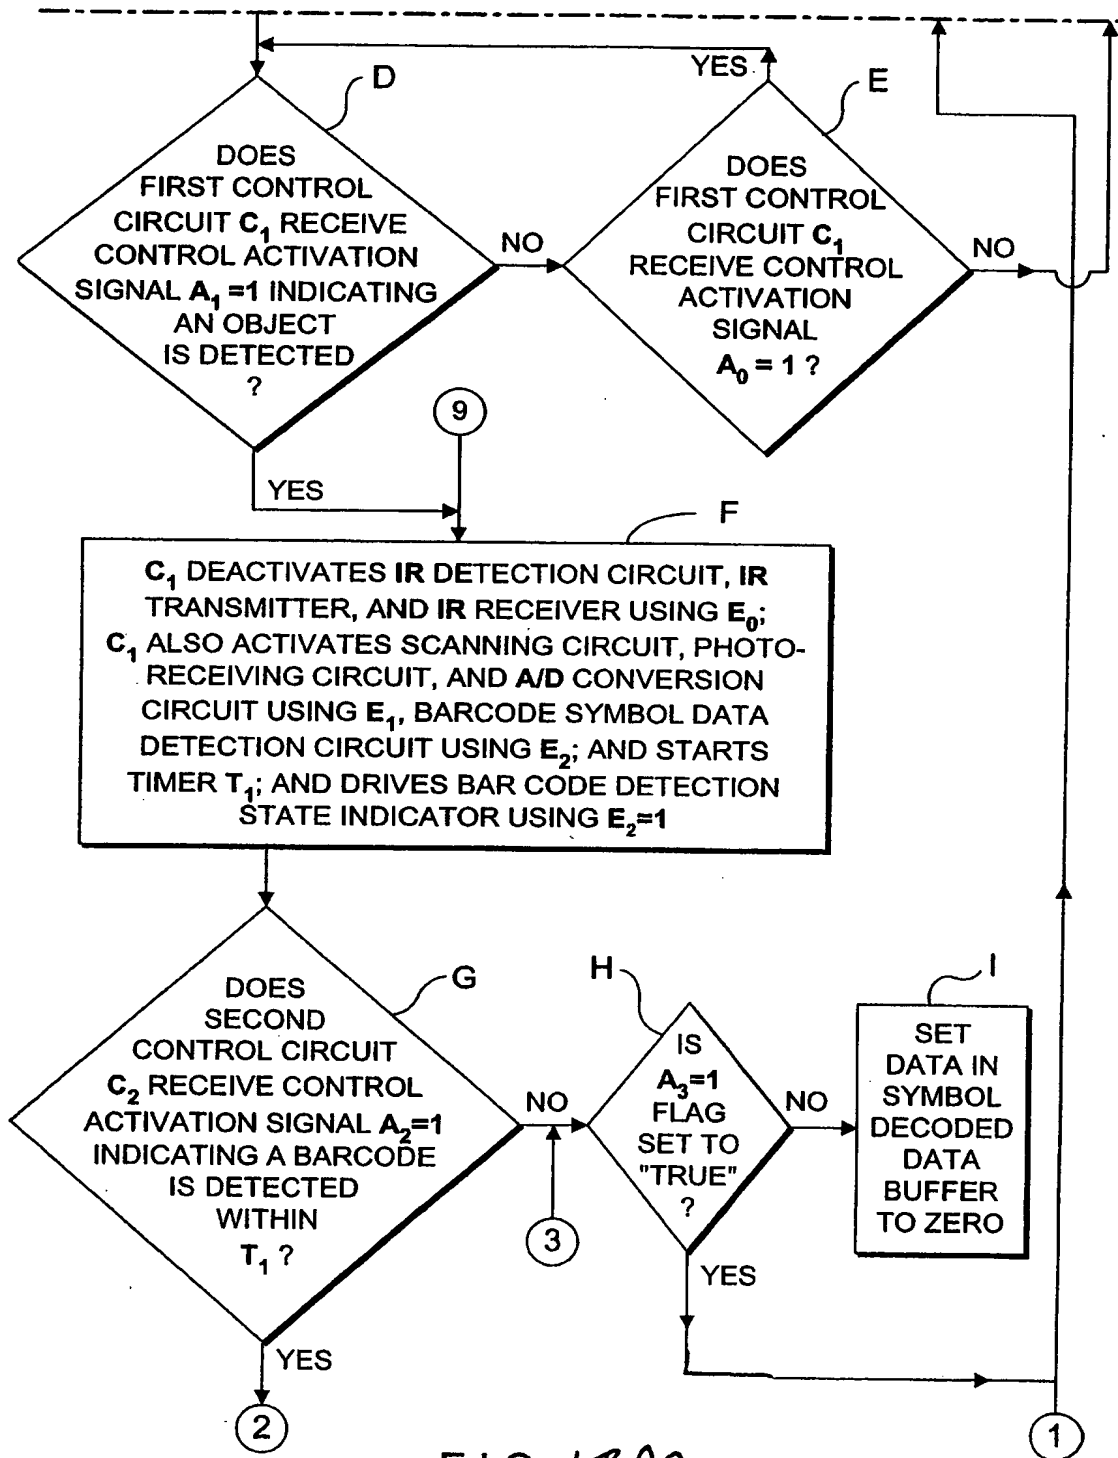 YES
D
E
DOES
FIRST CONTROL
CIRCUIT C1 RECEIVE
CONTROL ACTIVATION
SIGNAL A1 =1 INDICATING
AN OBJECT
IS DETECTED
?
NO
DOES
FIRST CONTROL
CIRCUIT C1
RECEIVE CONTROL
ACTIVATION
SIGNAL
A0 = 1 ?
NO
9
YES
F
C1 DEACTIVATES IR DETECTION CIRCUIT, IR
TRANSMITTER, AND IR RECEIVER USING E0;
C1 ALSO ACTIVATES SCANNING CIRCUIT, PHOTO-
RECEIVING CIRCUIT, AND A/D CONVERSION
CIRCUIT USING E1, BARCODE SYMBOL DATA
DETECTION CIRCUIT USING E2; AND STARTS
TIMER T1; AND DRIVES BAR CODE DETECTION
STATE INDICATOR USING E2=1
G
DOES
SECOND
CONTROL CIRCUIT
C2 RECEIVE CONTROL
ACTIVATION SIGNAL A2=1
INDICATING A BARCODE
IS DETECTED
WITHIN
T1 ?
NO
3
H
IS
A3=1
FLAG
SET TO
"TRUE"
?
NO
I
SET
DATA IN
SYMBOL
DECODED
DATA
BUFFER
TO ZERO
YES
YES
2
1